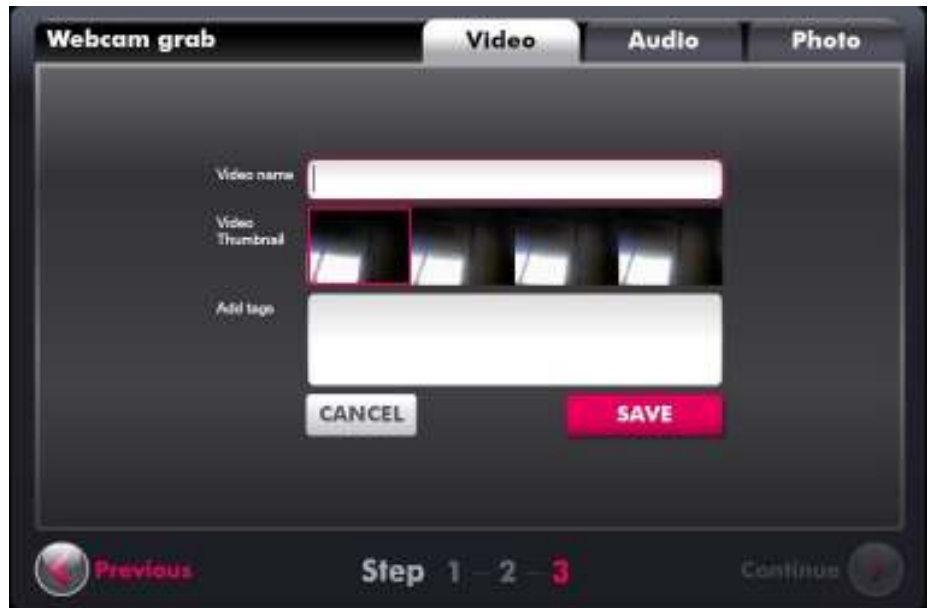 Webcam grab Video Audio Photo
Video name
Video
Thumbnail
Add tags
CANCEL SAVE
Previous Step 1 - 2 - 3 Continue